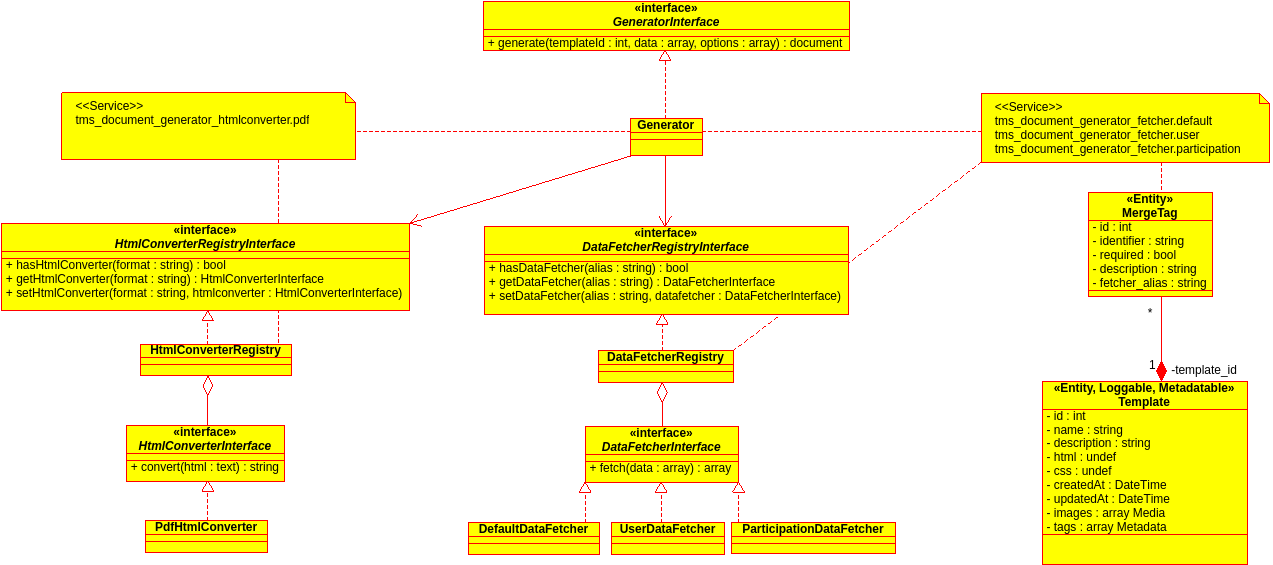 «interface»
GeneratorInterface
+ generate(templateId : int, data : array, options : array) : document
<<Service>>
tms_document_generator_htmlconverter.pdf
Generator
<<Service>>
tms_document_generator_fetcher.default
tms_document_generator_fetcher.user
tms_document_generator_fetcher.participation
«interface»
HtmlConverterRegistryInterface
+ hasHtmlConverter(format : string) : bool
+ getHtmlConverter(format : string) : HtmlConverterInterface
+ setHtmlConverter(format : string, htmlconverter : HtmlConverterInterface)
«interface»
DataFetcherRegistryInterface
+ hasDataFetcher(alias : string) : bool
+ getDataFetcher(alias : string) : DataFetcherInterface
+ setDataFetcher(alias : string, datafetcher : DataFetcherInterface)
«Entity»
MergeTag
- id : int
- identifier : string
- required : bool
- description : string
- fetcher_alias : string
*
1
-template_id
HtmlConverterRegistry
DataFetcherRegistry
«interface»
HtmlConverterInterface
+ convert(html : text) : string
«interface»
DataFetcherInterface
+ fetch(data : array) : array
«Entity, Loggable, Metadatable»
Template
- id : int
- name : string
- description : string
- html : undef
- css : undef
- createdAt : DateTime
- updatedAt : DateTime
- images : array Media
- tags : array Metadata
PdfHtmlConverter
DefaultDataFetcher
UserDataFetcher
ParticipationDataFetcher